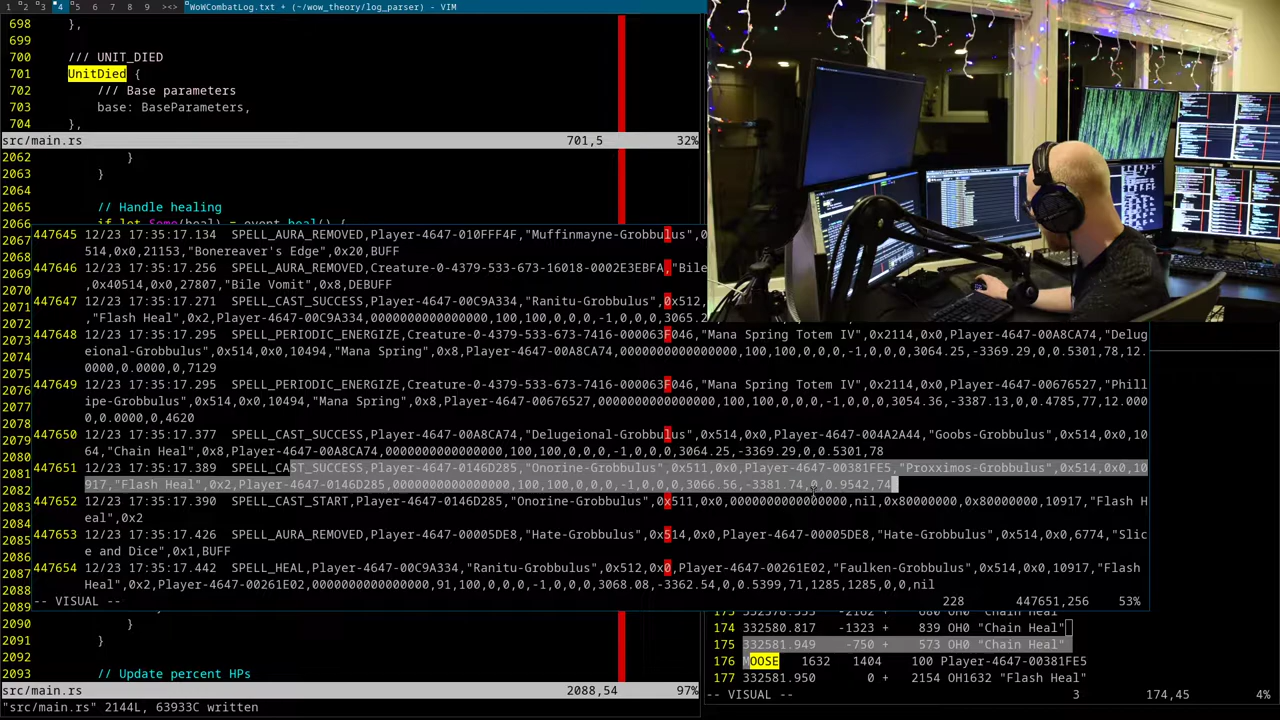 1 2 3 4 5 6 7 8 9 ><> WoWCombatLog.txt + (~/wow_theory/log_parser) - VIM
698 },
699
700 /// UNIT_DIED
701 UnitDied {
702 /// Base parameters
703 base: BaseParameters,
704 },
src/main.rs 701,5 32%
2062 }
2063 }
2064
2065 // Handle healing
2066 if let Some(heal) = event.heal() {
447645 12/23 17:35:17.134 SPELL_AURA_REMOVED,Player-4647-010FFF4F,"Muffinmayne-Grobbulus",0
514,0x0,21153,"Bonereaver's Edge",0x20,BUFF
447646 12/23 17:35:17.256 SPELL_AURA_REMOVED,Creature-0-4379-533-673-16018-0002E3EBFA,"Bile
,0x40514,0x0,27807,"Bile Vomit",0x8,DEBUFF
447647 12/23 17:35:17.271 SPELL_CAST_SUCCESS,Player-4647-00C9A334,"Ranitu-Grobbulus",0x512,
,"Flash Heal",0x2,Player-4647-00C9A334,0000000000000000,100,100,0,0,0,-1,0,0,0,3065.2
447648 12/23 17:35:17.295 SPELL_PERIODIC_ENERGIZE,Creature-0-4379-533-673-7416-000063F046,"Mana Spring Totem IV",0x2114,0x0,Player-4647-00A8CA74,"Delug
eional-Grobbulus",0x514,0x0,10494,"Mana Spring",0x8,Player-4647-00A8CA74,0000000000000000,100,100,0,0,0,-1,0,0,0,3064.25,-3369.29,0,0.5301,78,12.
0000,0.0000,0,7129
447649 12/23 17:35:17.295 SPELL_PERIODIC_ENERGIZE,Creature-0-4379-533-673-7416-000063F046,"Mana Spring Totem IV",0x2114,0x0,Player-4647-00676527,"Phill
ipe-Grobbulus",0x514,0x0,10494,"Mana Spring",0x8,Player-4647-00676527,0000000000000000,100,100,0,0,0,-1,0,0,0,3054.36,-3387.13,0,0.4785,77,12.000
0,0.0000,0,4620
447650 12/23 17:35:17.377 SPELL_CAST_SUCCESS,Player-4647-00A8CA74,"Delugeional-Grobbulus",0x514,0x0,Player-4647-004A2A44,"Goobs-Grobbulus",0x514,0x0,10
64,"Chain Heal",0x8,Player-4647-00A8CA74,0000000000000000,100,100,0,0,0,-1,0,0,0,3064.25,-3369.29,0,0.5301,78
447651 12/23 17:35:17.389 SPELL_CAST_SUCCESS,Player-4647-0146D285,"Onorine-Grobbulus",0x511,0x0,Player-4647-00381FE5,"Proxximos-Grobbulus",0x514,0x0,10
917,"Flash Heal",0x2,Player-4647-0146D285,0000000000000000,100,100,0,0,0,-1,0,0,0,3066.56,-3381.74,0,0.9542,74
447652 12/23 17:35:17.390 SPELL_CAST_START,Player-4647-0146D285,"Onorine-Grobbulus",0x511,0x0,0000000000000000,nil,0x80000000,0x80000000,10917,"Flash H
eal",0x2
447653 12/23 17:35:17.426 SPELL_AURA_REMOVED,Player-4647-00005DE8,"Hate-Grobbulus",0x514,0x0,Player-4647-00005DE8,"Hate-Grobbulus",0x514,0x0,6774,"Slic
e and Dice",0x1,BUFF
447654 12/23 17:35:17.442 SPELL_HEAL,Player-4647-00C9A334,"Ranitu-Grobbulus",0x512,0x0,Player-4647-00261E02,"Faulken-Grobbulus",0x514,0x0,10917,"Flash
Heal",0x2,Player-4647-00261E02,0000000000000000,91,100,0,0,0,-1,0,0,0,3068.08,-3362.54,0,0.5399,71,1285,1285,0,0,nil
-- VISUAL -- 228 447651,256 53%
2090 }
2091 }
2092
2093 // Update percent HPs
src/main.rs 2088,54 97%
"src/main.rs" 2144L, 63933C written
174 332580.817 -1323 + 839 OH0 "Chain Heal"
175 332581.949 -750 + 573 OH0 "Chain Heal"
176 MOOSE 1632 1404 100 Player-4647-00381FE5
177 332581.950 0 + 2154 OH1632 "Flash Heal"
-- VISUAL -- 3 174,45 4%